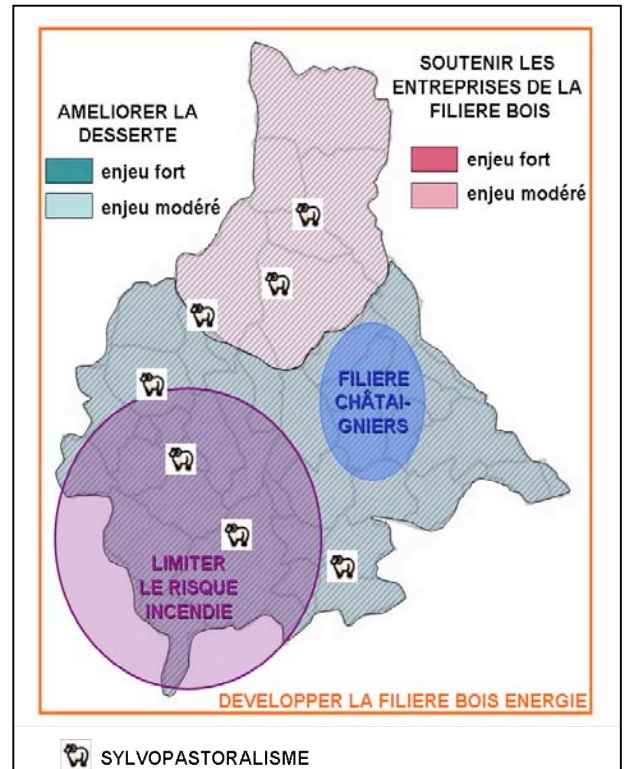 AMELIORER LA
DESSERTE
enjeu fort
enjeu modéré
SOUTENIR LES
ENTREPRISES DE LA
FILIERE BOIS
enjeu fort
enjeu modéré
FILIERE
CHÂTAI-
GNIERS
LIMITER
LE RISQUE
INCENDIE
DEVELOPPER LA FILIERE BOIS ENERGIE
SYLVOPASTORALISME